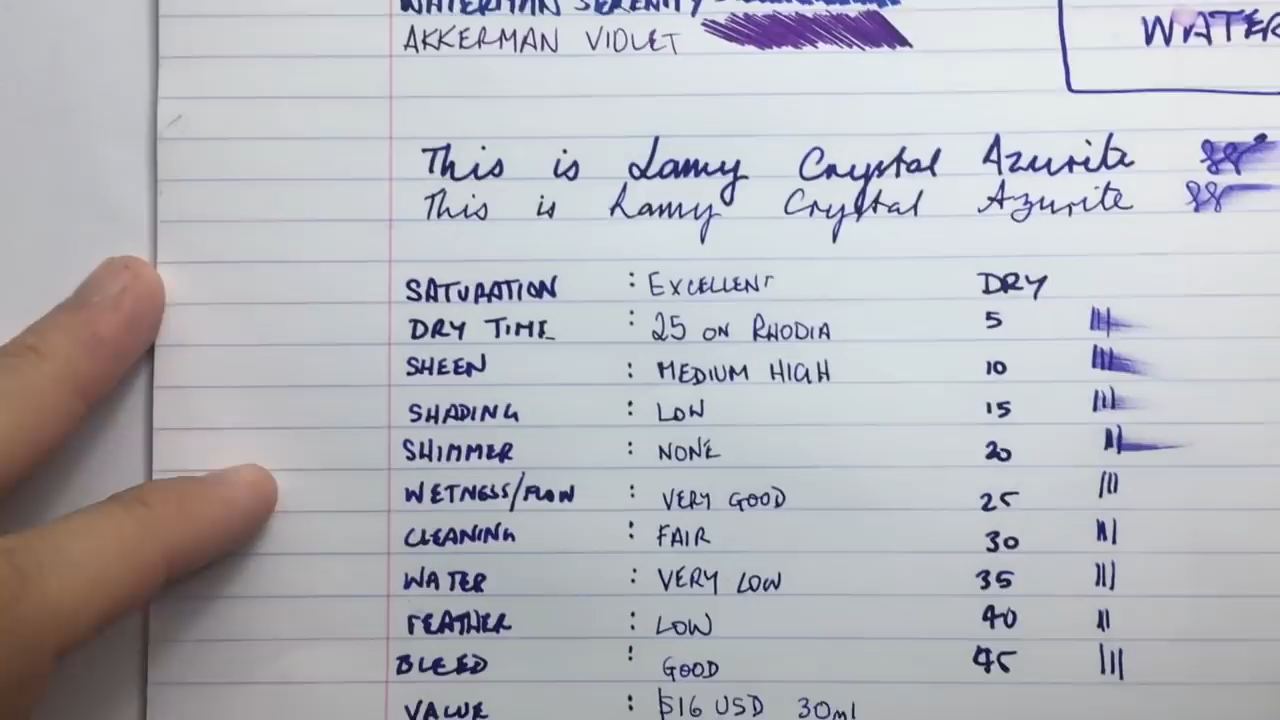 WATERMAN SERENITY
AKKERMAN VIOLET
WATER
This is Lamy Crystal Azurite
This is Lamy Crystal Azurite
SATURATION : EXCELLENT DRY
DRY TIME : 25 ON RHODIA 5
SHEEN : MEDIUM HIGH 10
SHADING : LOW 15
SHIMMER : NONE 20
WETNESS/FLOW : VERY GOOD 25
CLEANING : FAIR 30
WATER : VERY LOW 35
FEATHER : LOW 40
BLEED : GOOD 45
VALUE : $16 USD 30ml